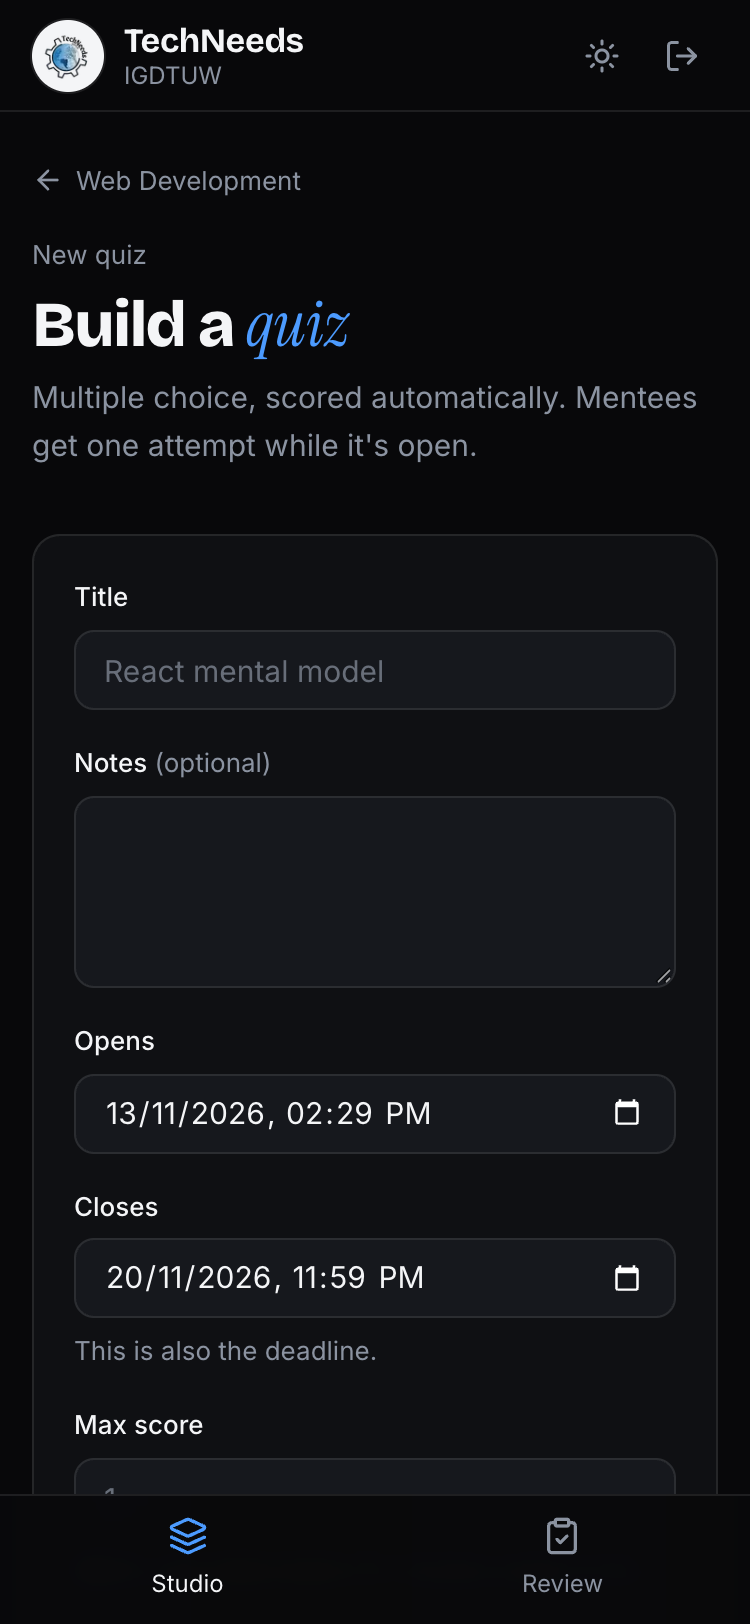 TechNeeds
TechNeeds
IGDTUW
Web Development
New quiz
Build a quiz
Multiple choice, scored automatically. Mentees
get one attempt while it's open.
Title
React mental model
Notes (optional)
Opens
13/11/2026, 02:29 PM
Closes
20/11/2026, 11:59 PM
This is also the deadline.
Max score
Studio
Review